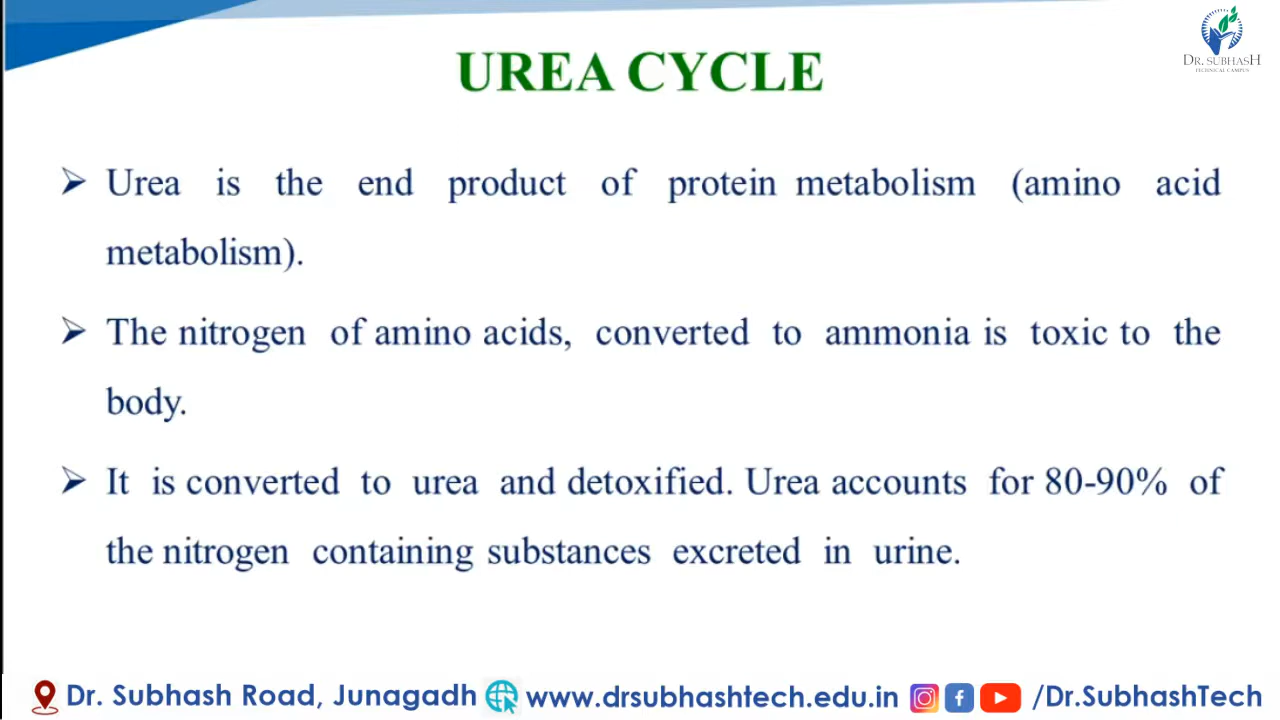 DR. SUBHASH
TECHNICAL CAMPUS
UREA CYCLE
Urea is the end product of protein metabolism (amino acid
metabolism).
The nitrogen of amino acids, converted to ammonia is toxic to the
body.
It is converted to urea and detoxified. Urea accounts for 80-90% of
the nitrogen containing substances excreted in urine.
Dr. Subhash Road, Junagadh www.drsubhashtech.edu.in /Dr.SubhashTech